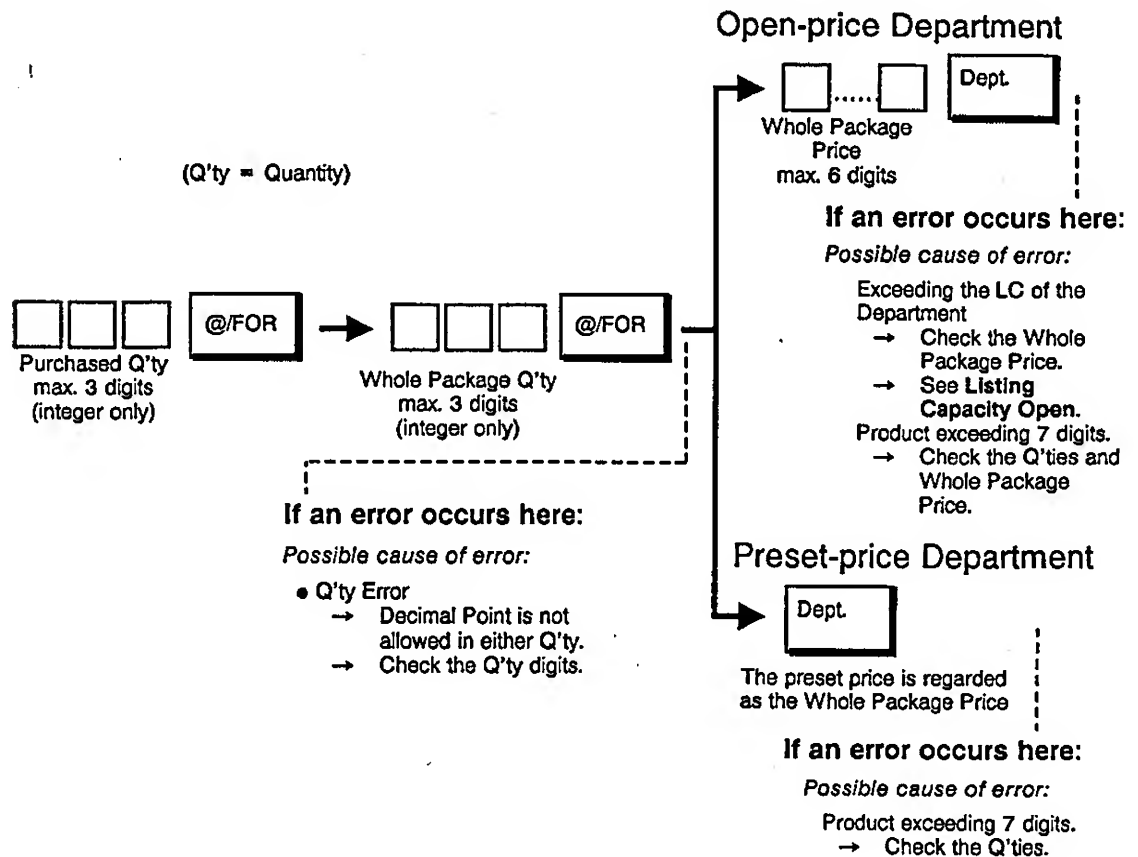 Open-price Department
Dept.
Whole Package
Price
max. 6 digits
(Q'ty = Quantity)
If an error occurs here:
Possible cause of error:
Exceeding the LC of the
Department
→ Check the Whole
Package Price.
→ See Listing
Capacity Open.
Product exceeding 7 digits.
→ Check the Q'ties and
Whole Package
Price.
@/FOR
@/FOR
Purchased Q'ty
max. 3 digits
(integer only)
Whole Package Q'ty
max. 3 digits
(integer only)
If an error occurs here:
Possible cause of error:
• Q'ty Error
→ Decimal Point is not
allowed in either Q'ty.
→ Check the Q'ty digits.
Preset-price Department
Dept.
The preset price is regarded
as the Whole Package Price
If an error occurs here:
Possible cause of error:
Product exceeding 7 digits.
→ Check the Q'ties.